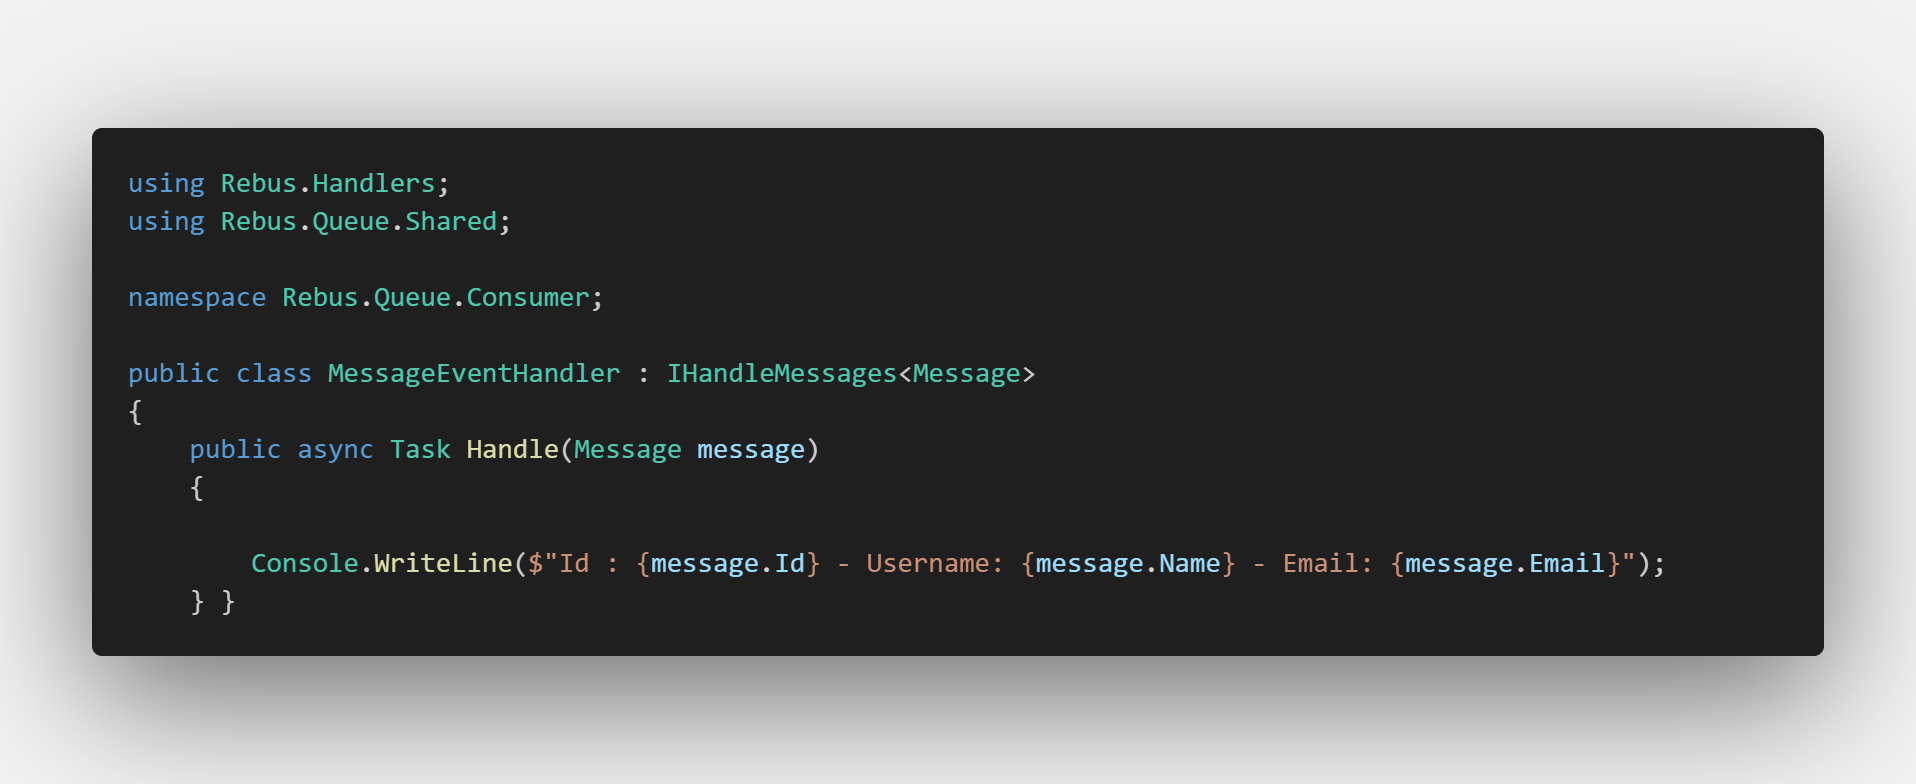 using Rebus.Handlers;
using Rebus.Queue.Shared;

namespace Rebus.Queue.Consumer;

public class MessageEventHandler : IHandleMessages<Message>
{
    public async Task Handle(Message message)
    {

        Console.WriteLine($"Id : {message.Id} - Username: {message.Name} - Email: {message.Email}");
    } }